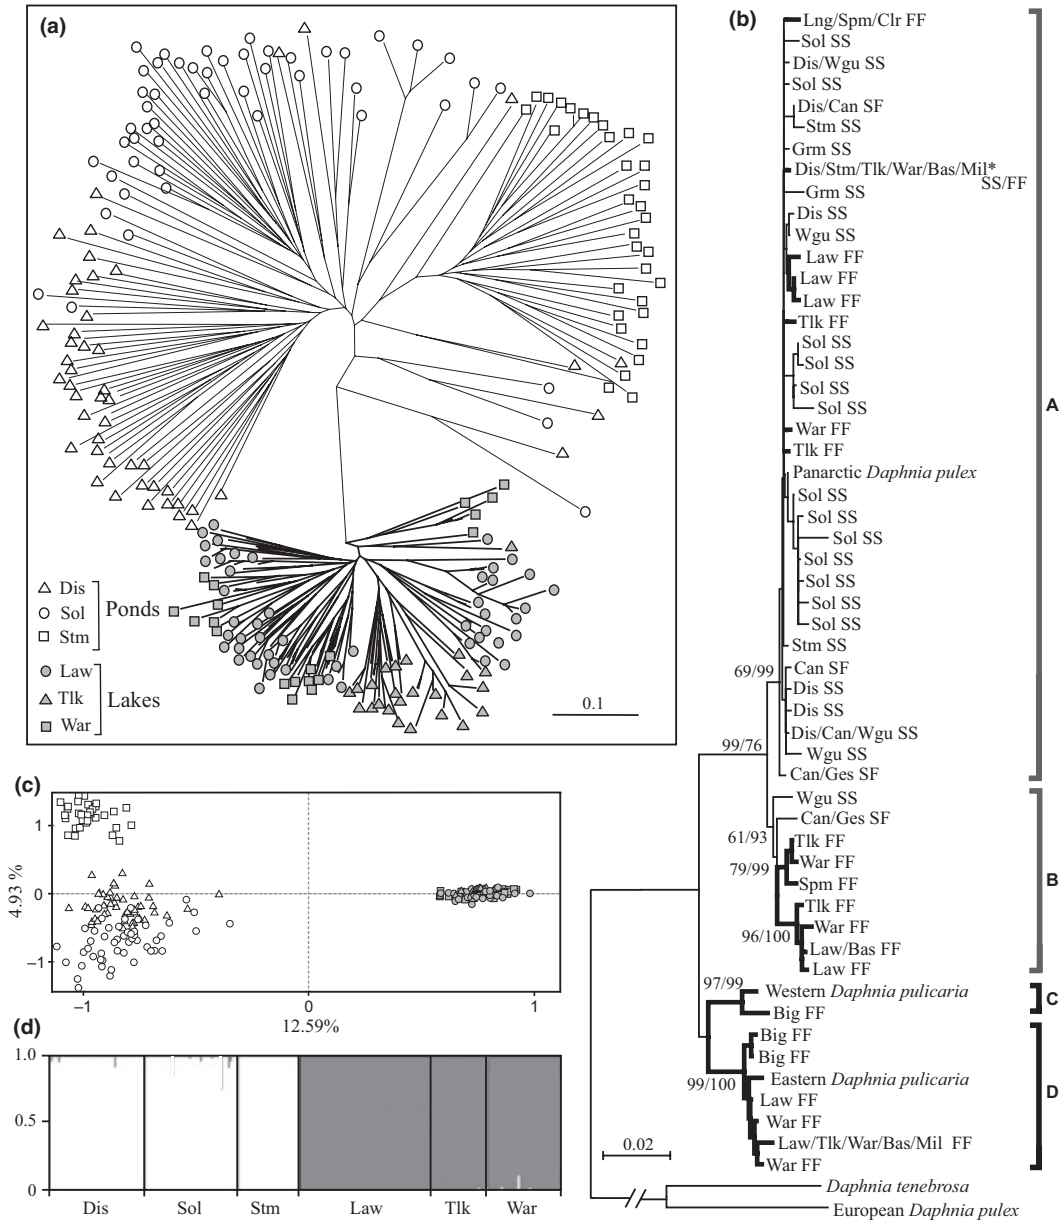 (a)
Dis
Sol
Stm
Ponds
Law
Tlk
War
Lakes
0.1
(b)
Lng/Spm/Clr FF
Sol SS
Dis/Wgu SS
Sol SS
Dis/Can SF
Stm SS
Grm SS
Dis/Stm/Tlk/War/Bas/Mil*
SS/FF
Grm SS
Dis SS
Wgu SS
Law FF
Law FF
Law FF
Tlk FF
Sol SS
Sol SS
Sol SS
Sol SS
War FF
Tlk FF
Panarctic Daphnia pulex
Sol SS
Sol SS
Sol SS
Sol SS
Sol SS
Sol SS
Sol SS
Stm SS
69/99
Can SF
Dis SS
Dis SS
Dis/Can/Wgu SS
99/76
Wgu SS
Can/Ges SF
A
Wgu SS
Can/Ges SF
61/93
Tlk FF
War FF
79/99
Spm FF
Tlk FF
War FF
96/100
Law/Bas FF
Law FF
B
97/99
Western Daphnia pulicaria
Big FF
C
Big FF
Big FF
99/100
Eastern Daphnia pulicaria
Law FF
War FF
Law/Tlk/War/Bas/Mil FF
War FF
D
0.02
Daphnia tenebrosa
European Daphnia pulex
(c)
4.93 %
1
0
−1
−1
0
1
12.59%
(d)
1.0
0.5
0
Dis
Sol
Stm
Law
Tlk
War